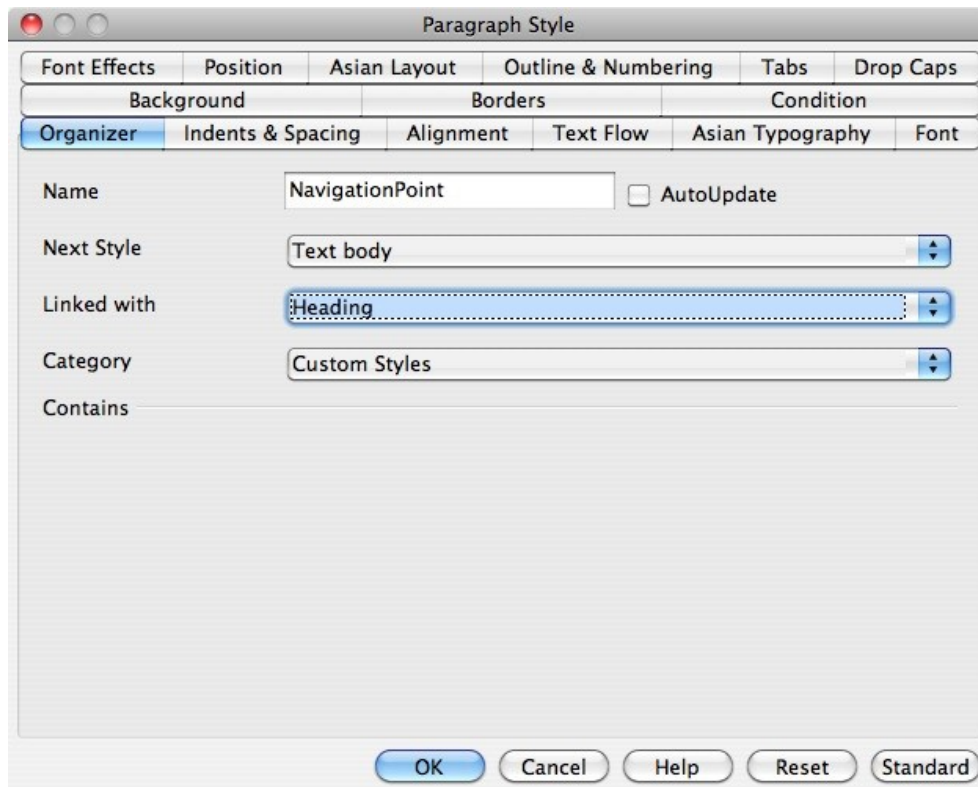 Paragraph Style
Font Effects Position Asian Layout Outline & Numbering Tabs Drop Caps
Background Borders Condition
Organizer Indents & Spacing Alignment Text Flow Asian Typography Font
Name NavigationPoint AutoUpdate
Next Style Text body
Linked with Heading
Category Custom Styles
Contains
OK Cancel Help Reset Standard